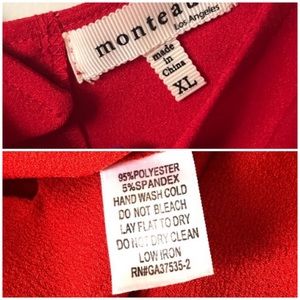 Los Angeles
made in
China
XL
95%POLYESTER
5%SPANDEX
HAND WASH COLD
DO NOT BLEACH
LAY FLAT TO DRY
DO NOT DRY CLEAN
LOW IRON
RN#GA37535-2